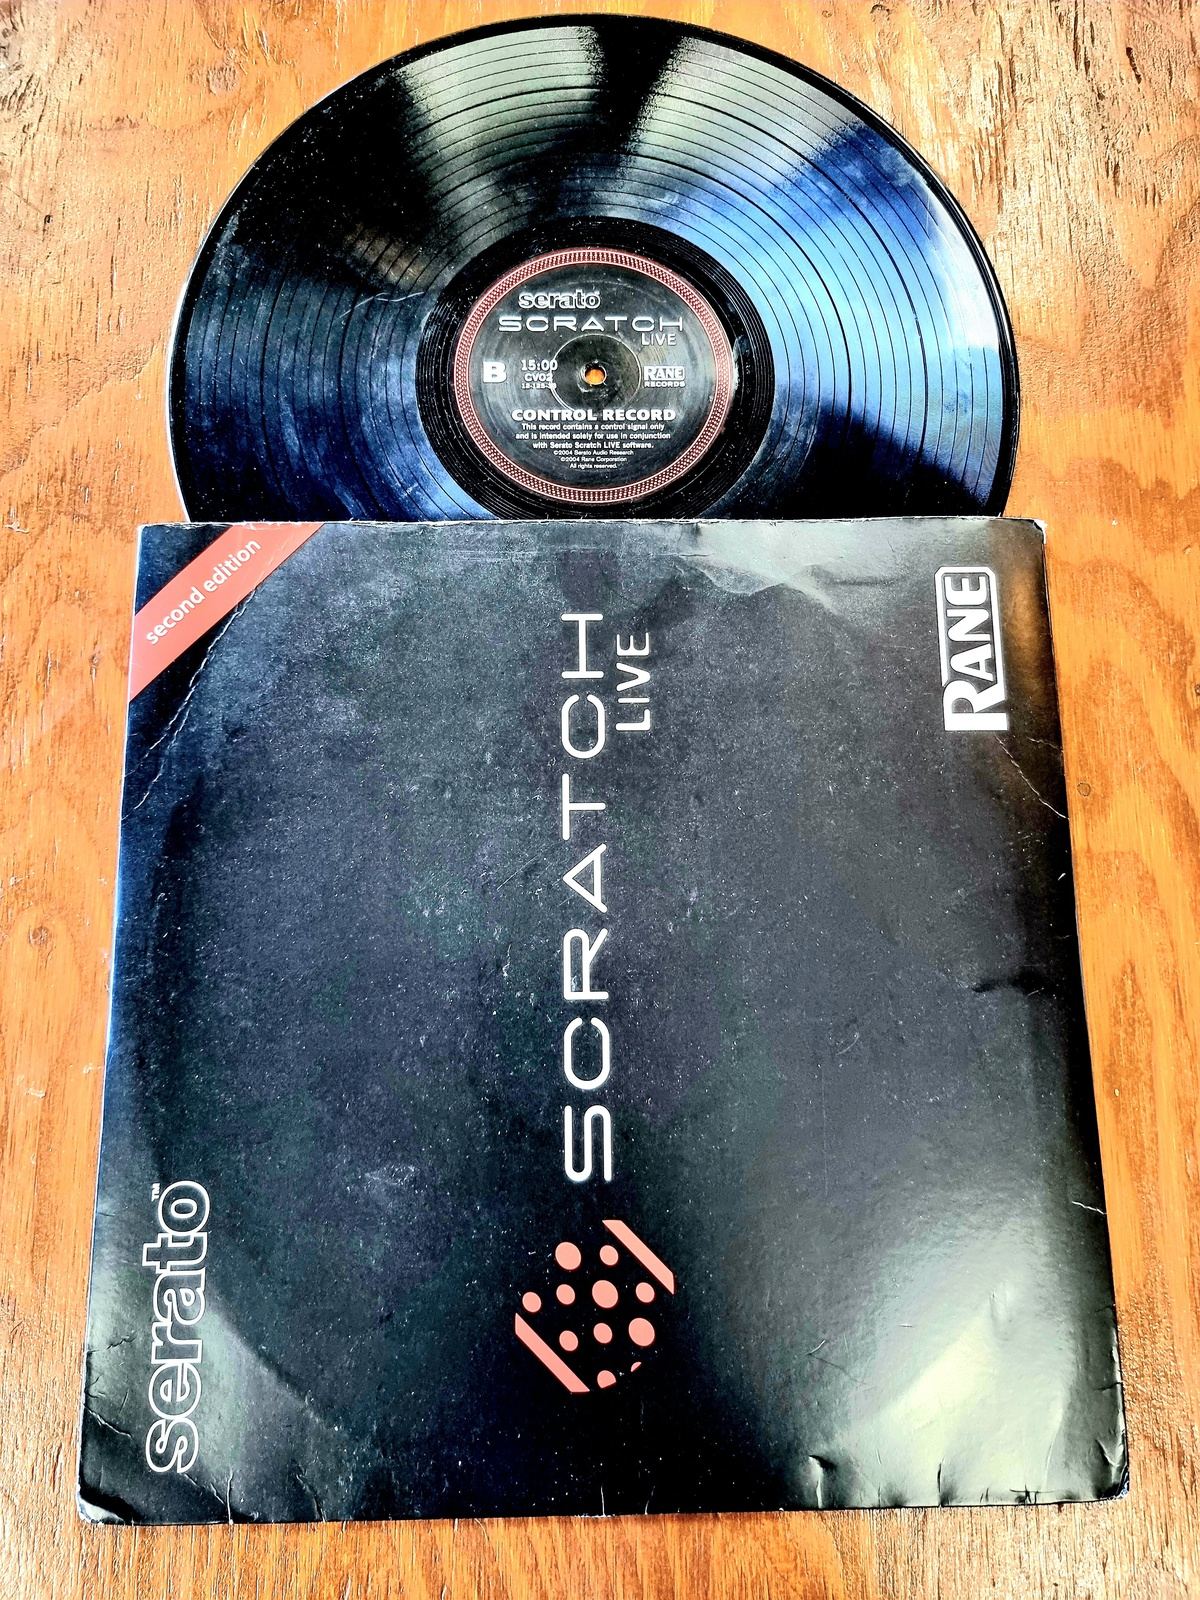 serato
SCRATCH
LIVE
B
15:00
CV02
RANE
RECORDS
CONTROL RECORD
This record contains a control signal only
and is intended solely for use in conjunction
with Serato Scratch LIVE software.
©2004 Serato Audio Research
©2004 Rane Corporation
All rights reserved.
second edition
SCRATCH
LIVE
RANE
serato™